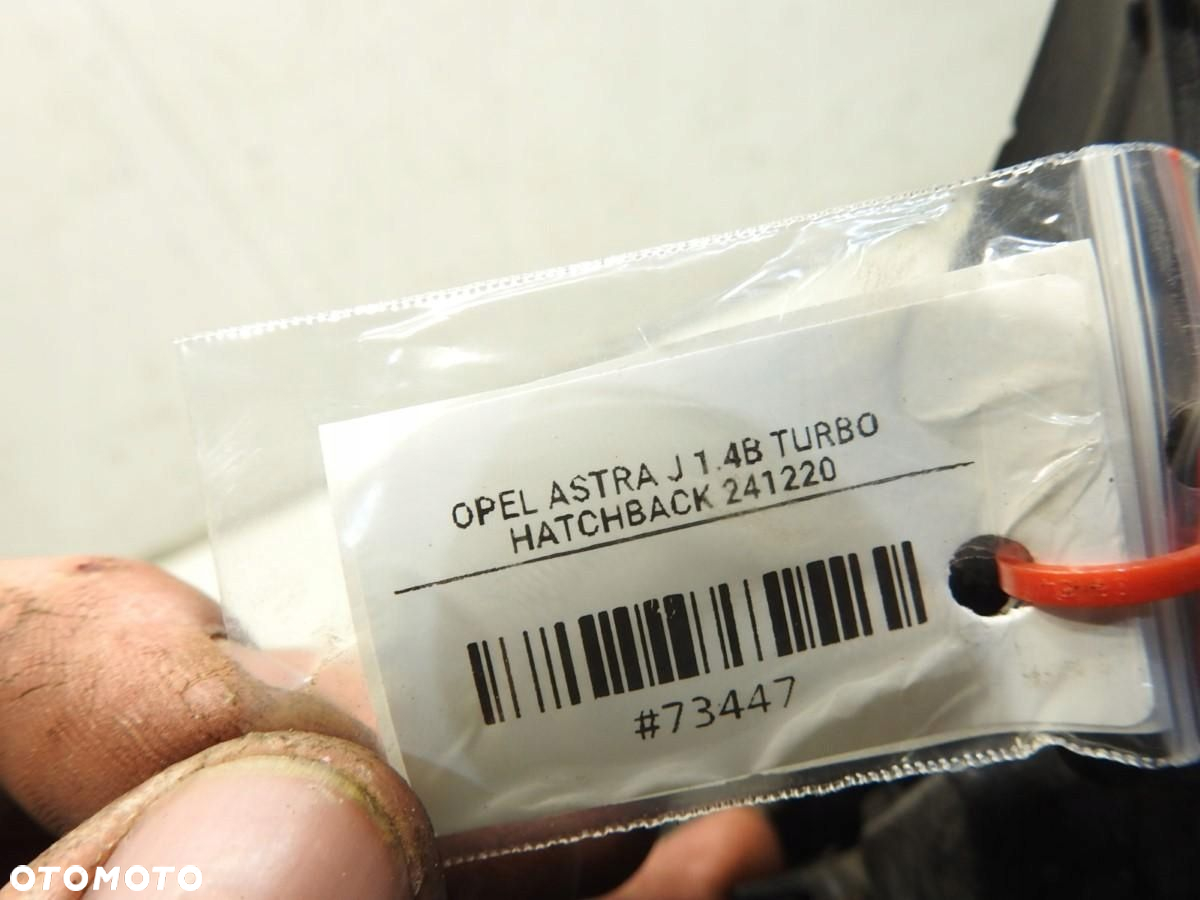 OPEL ASTRA J 1.4B TURBO
HATCHBACK 241220
#73447
OTOMOTO